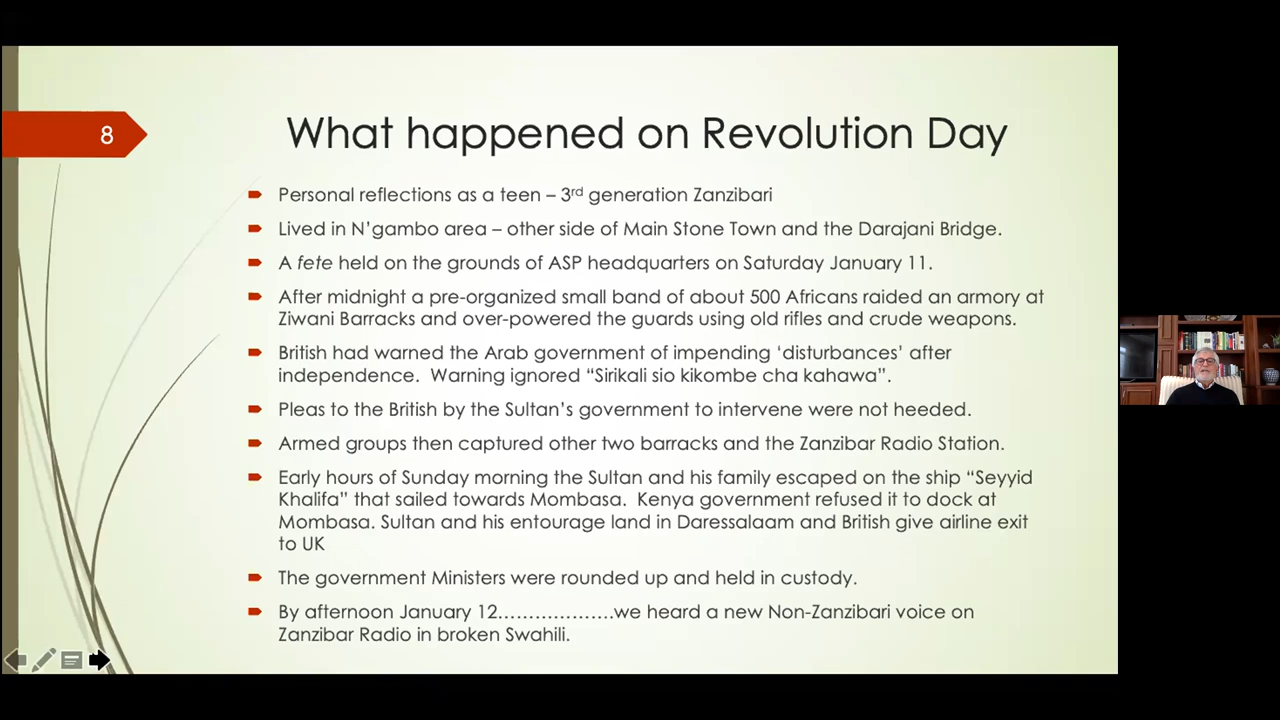 8
What happened on Revolution Day
Personal reflections as a teen – 3rd generation Zanzibari
Lived in N'gambo area – other side of Main Stone Town and the Darajani Bridge.
A fete held on the grounds of ASP headquarters on Saturday January 11.
After midnight a pre-organized small band of about 500 Africans raided an armory at
Ziwani Barracks and over-powered the guards using old rifles and crude weapons.
British had warned the Arab government of impending ‘disturbances’ after
independence.  Warning ignored “Sirikali sio kikombe cha kahawa”.
Pleas to the British by the Sultan’s government to intervene were not heeded.
Armed groups then captured other two barracks and the Zanzibar Radio Station.
Early hours of Sunday morning the Sultan and his family escaped on the ship “Seyyid
Khalifa” that sailed towards Mombasa.  Kenya government refused it to dock at
Mombasa. Sultan and his entourage land in Daressalaam and British give airline exit
to UK
The government Ministers were rounded up and held in custody.
By afternoon January 12………………we heard a new Non-Zanzibari voice on
Zanzibar Radio in broken Swahili.